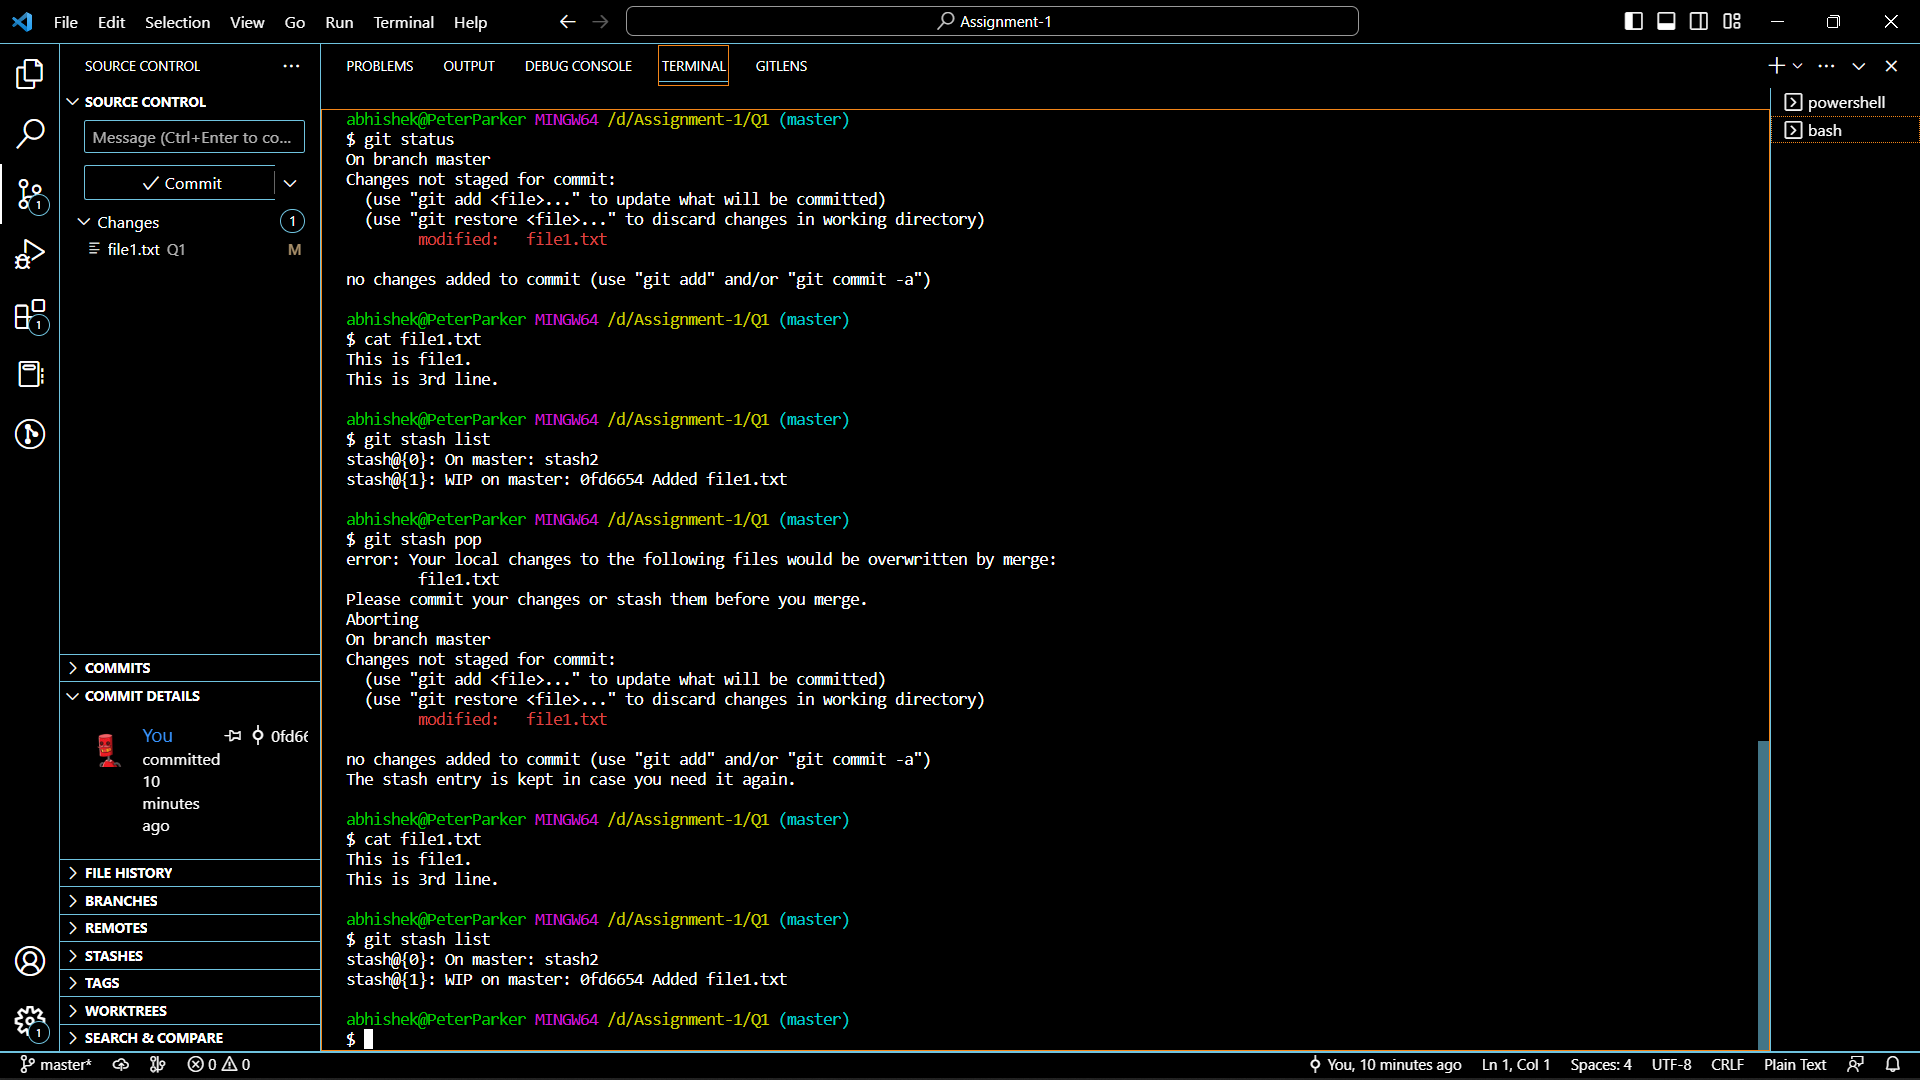 File Edit Selection View Go Run Terminal Help
Assignment-1
SOURCE CONTROL
PROBLEMS OUTPUT DEBUG CONSOLE TERMINAL GITLENS
SOURCE CONTROL
Message (Ctrl+Enter to co...
Commit
Changes 1
file1.txt Q1 M
COMMITS
COMMIT DETAILS
You 0fd66
committed
10
minutes
ago
FILE HISTORY
BRANCHES
REMOTES
STASHES
TAGS
WORKTREES
SEARCH & COMPARE
1
1
1
abhishek@PeterParker MINGW64 /d/Assignment-1/Q1 (master)
$ git status
On branch master
Changes not staged for commit:
(use "git add <file>..." to update what will be committed)
(use "git restore <file>..." to discard changes in working directory)
modified: file1.txt
no changes added to commit (use "git add" and/or "git commit -a")
abhishek@PeterParker MINGW64 /d/Assignment-1/Q1 (master)
$ cat file1.txt
This is file1.
This is 3rd line.
abhishek@PeterParker MINGW64 /d/Assignment-1/Q1 (master)
$ git stash list
stash@{0}: On master: stash2
stash@{1}: WIP on master: 0fd6654 Added file1.txt
abhishek@PeterParker MINGW64 /d/Assignment-1/Q1 (master)
$ git stash pop
error: Your local changes to the following files would be overwritten by merge:
file1.txt
Please commit your changes or stash them before you merge.
Aborting
On branch master
Changes not staged for commit:
(use "git add <file>..." to update what will be committed)
(use "git restore <file>..." to discard changes in working directory)
modified: file1.txt
no changes added to commit (use "git add" and/or "git commit -a")
The stash entry is kept in case you need it again.
abhishek@PeterParker MINGW64 /d/Assignment-1/Q1 (master)
$ cat file1.txt
This is file1.
This is 3rd line.
abhishek@PeterParker MINGW64 /d/Assignment-1/Q1 (master)
$ git stash list
stash@{0}: On master: stash2
stash@{1}: WIP on master: 0fd6654 Added file1.txt
abhishek@PeterParker MINGW64 /d/Assignment-1/Q1 (master)
$
powershell
bash
master* 0 0 You, 10 minutes ago Ln 1, Col 1 Spaces: 4 UTF-8 CRLF Plain Text